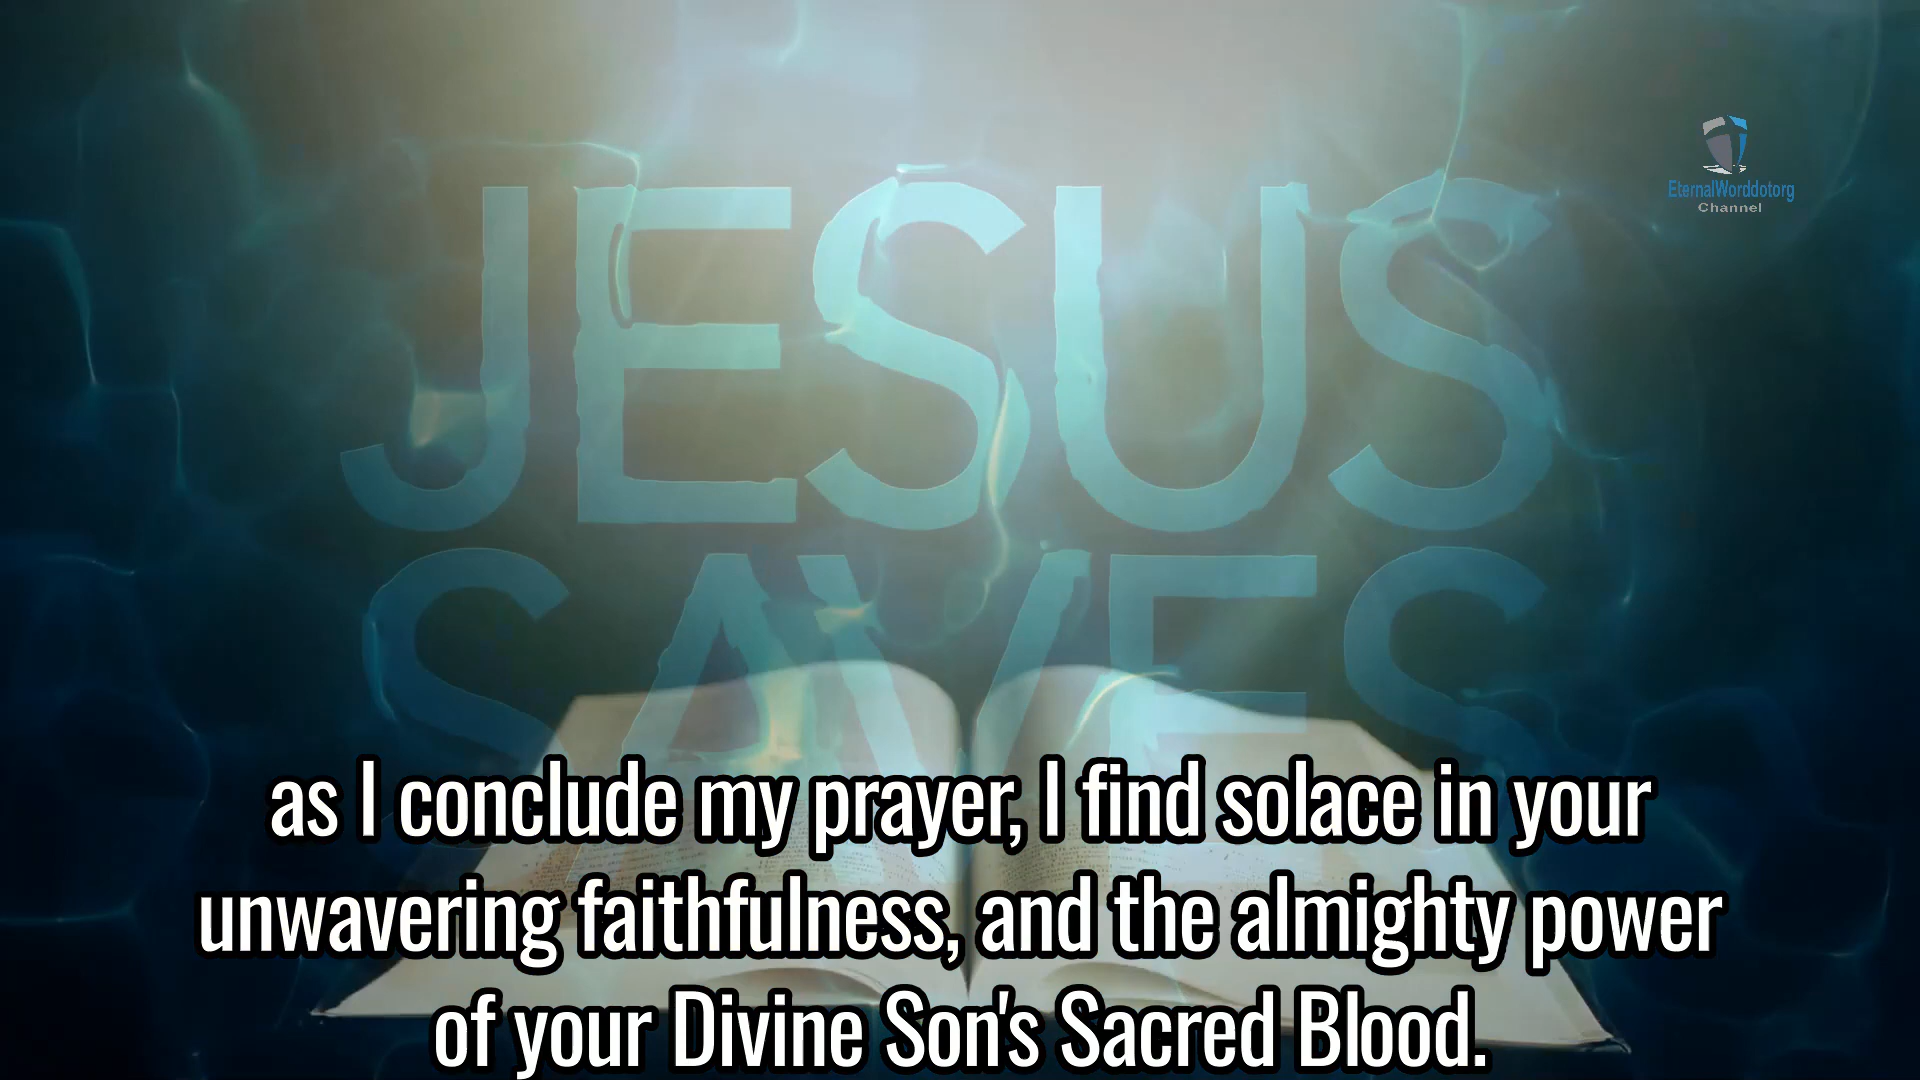 JESUS
SAVES
EternalWorddotorg
Channel
as I conclude my prayer, I find solace in your
unwavering faithfulness, and the almighty power
of your Divine Son's Sacred Blood.